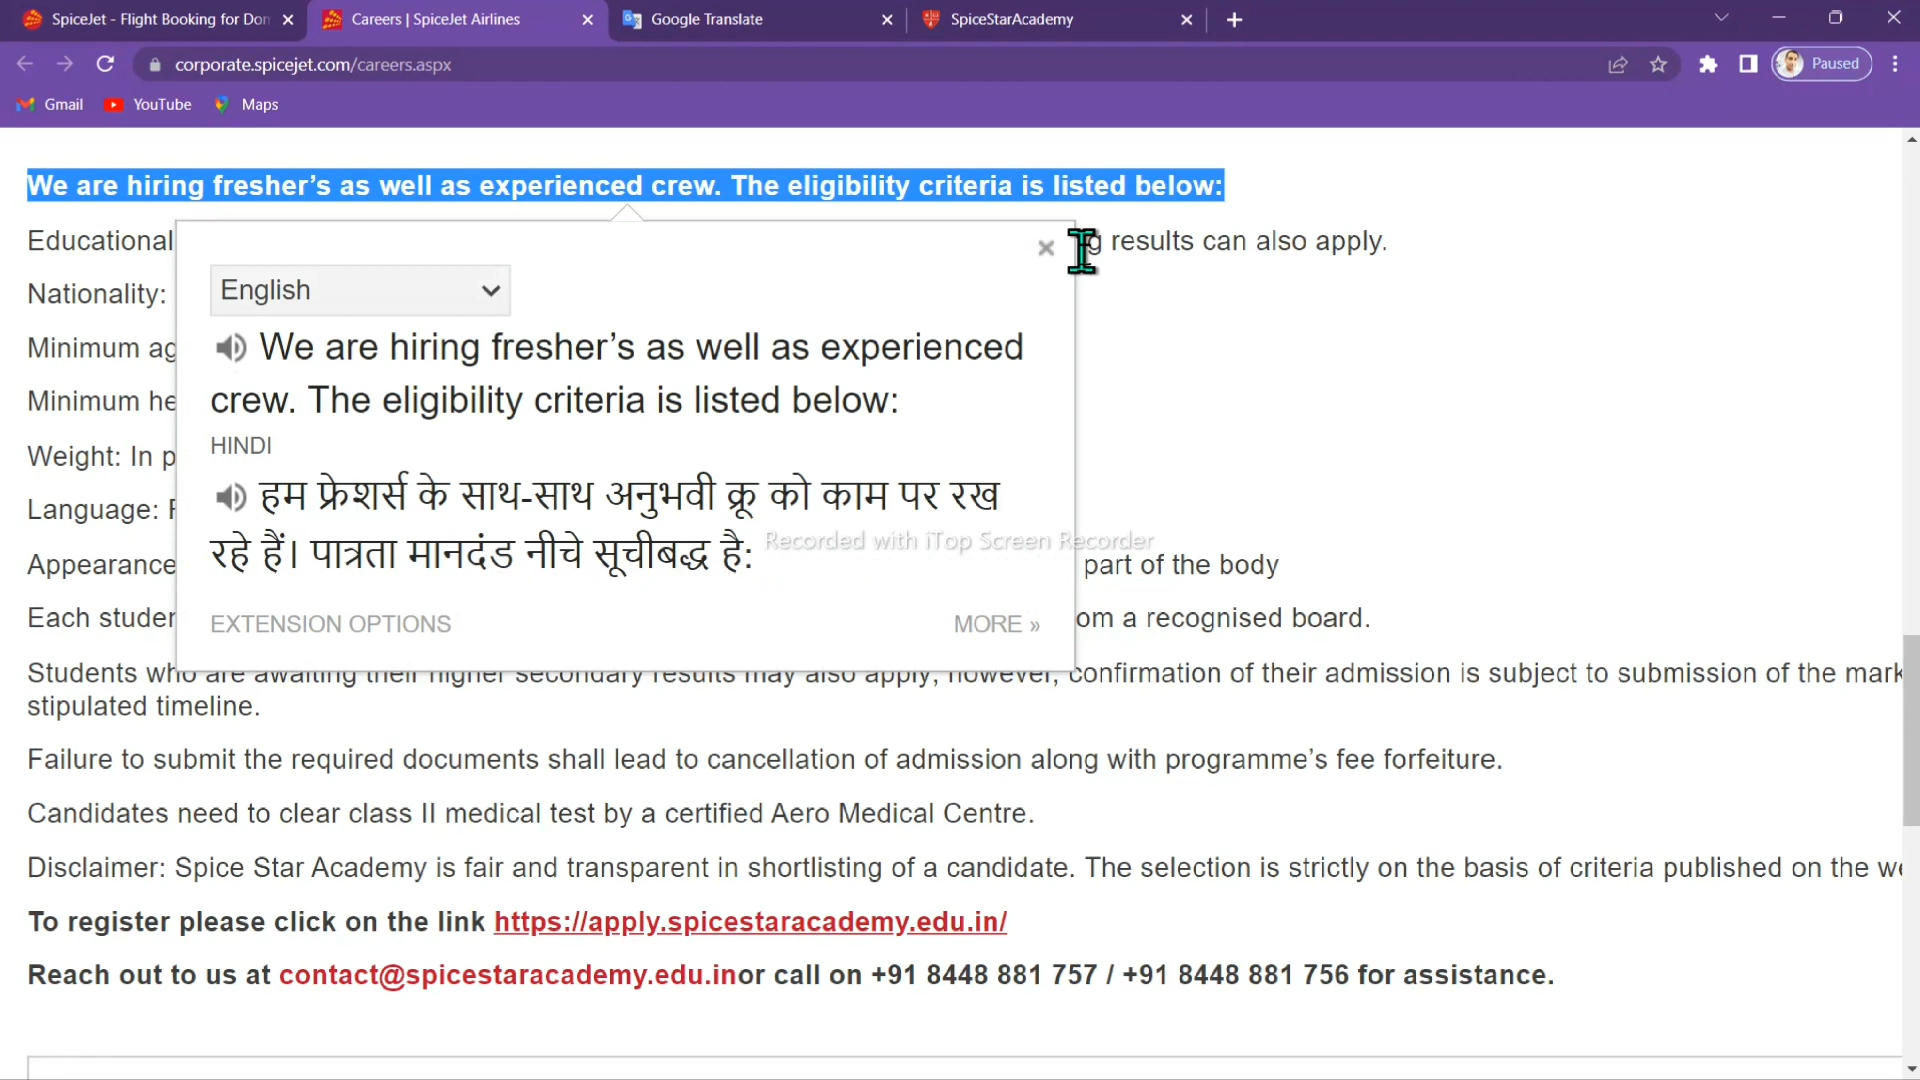 SpiceJet - Flight Booking for Don
Careers | SpiceJet Airlines
Google Translate
SpiceStarAcademy
corporate.spicejet.com/careers.aspx
Paused
Gmail
YouTube
Maps
We are hiring fresher’s as well as experienced crew. The eligibility criteria is listed below:
Educational
g results can also apply.
Nationality:
Minimum ag
Minimum he
Weight: In p
Language: F
Appearance
part of the body
Each studen
om a recognised board.
English
We are hiring fresher’s as well as experienced
crew. The eligibility criteria is listed below:
HINDI
हम फ्रेशर्स के साथ-साथ अनुभवी क्रू को काम पर रख
रहे हैं। पात्रता मानदंड नीचे सूचीबद्ध है:
Recorded with iTop Screen Recorder
EXTENSION OPTIONS
MORE »
Students who are awaiting their higher secondary results may also apply, however, confirmation of their admission is subject to submission of the mark
stipulated timeline.
Failure to submit the required documents shall lead to cancellation of admission along with programme’s fee forfeiture.
Candidates need to clear class II medical test by a certified Aero Medical Centre.
Disclaimer: Spice Star Academy is fair and transparent in shortlisting of a candidate. The selection is strictly on the basis of criteria published on the we
To register please click on the link https://apply.spicestaracademy.edu.in/
Reach out to us at contact@spicestaracademy.edu.inor call on +91 8448 881 757 / +91 8448 881 756 for assistance.